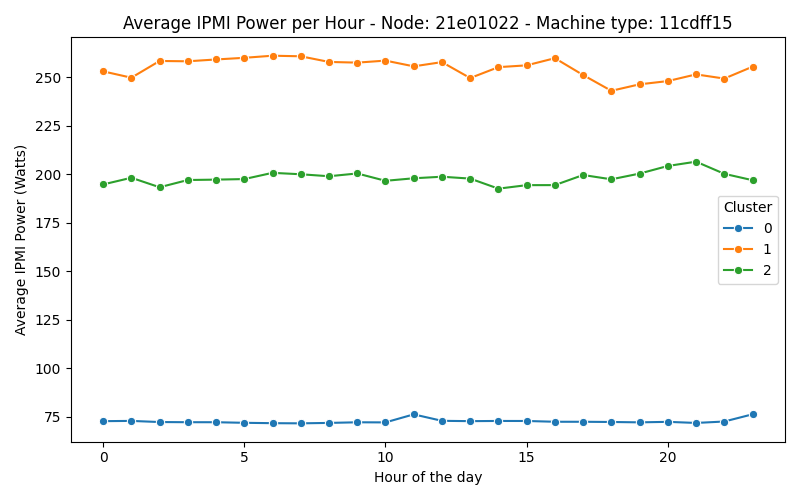 Average IPMI Power per Hour - Node: 21e01022 - Machine type: 11cdff15
Average IPMI Power (Watts)
250
225
200
175
150
125
100
75
Cluster
0
1
2
0 5 10 15 20
Hour of the day